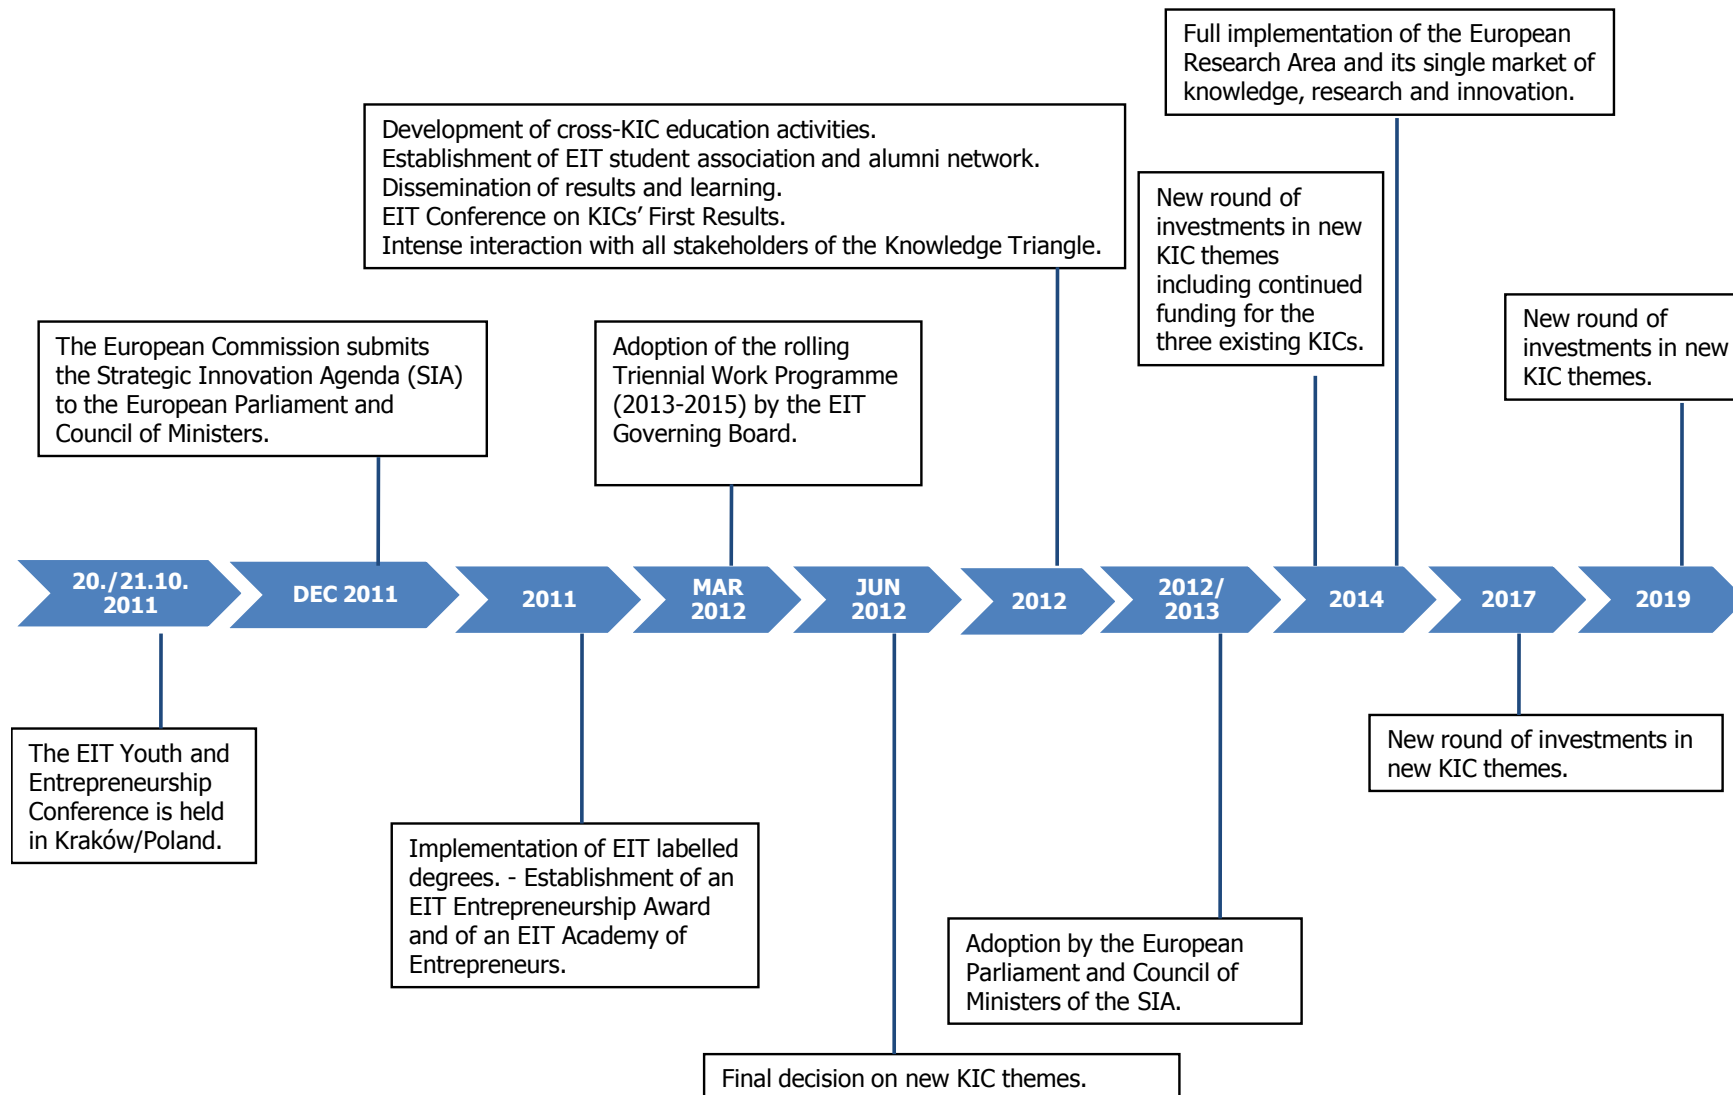 Full implementation of the European
Research Area and its single market of
knowledge, research and innovation.
Development of cross-KIC education activities.
Establishment of EIT student association and alumni network.
Dissemination of results and learning.
EIT Conference on KICs’ First Results.
Intense interaction with all stakeholders of the Knowledge Triangle.
New round of
investments in new
KIC themes
including continued
funding for the
three existing KICs.
The European Commission submits
the Strategic Innovation Agenda (SIA)
to the European Parliament and
Council of Ministers.
Adoption of the rolling
Triennial Work Programme
(2013-2015) by the EIT
Governing Board.
New round of
investments in new
KIC themes.
20./21.10.
2011
DEC 2011
2011
MAR
2012
JUN
2012
2012
2012/
2013
2014
2017
2019
The EIT Youth and
Entrepreneurship
Conference is held
in Kraków/Poland.
Implementation of EIT labelled
degrees. - Establishment of an
EIT Entrepreneurship Award
and of an EIT Academy of
Entrepreneurs.
Final decision on new KIC themes.
Adoption by the European
Parliament and Council of
Ministers of the SIA.
New round of investments in
new KIC themes.